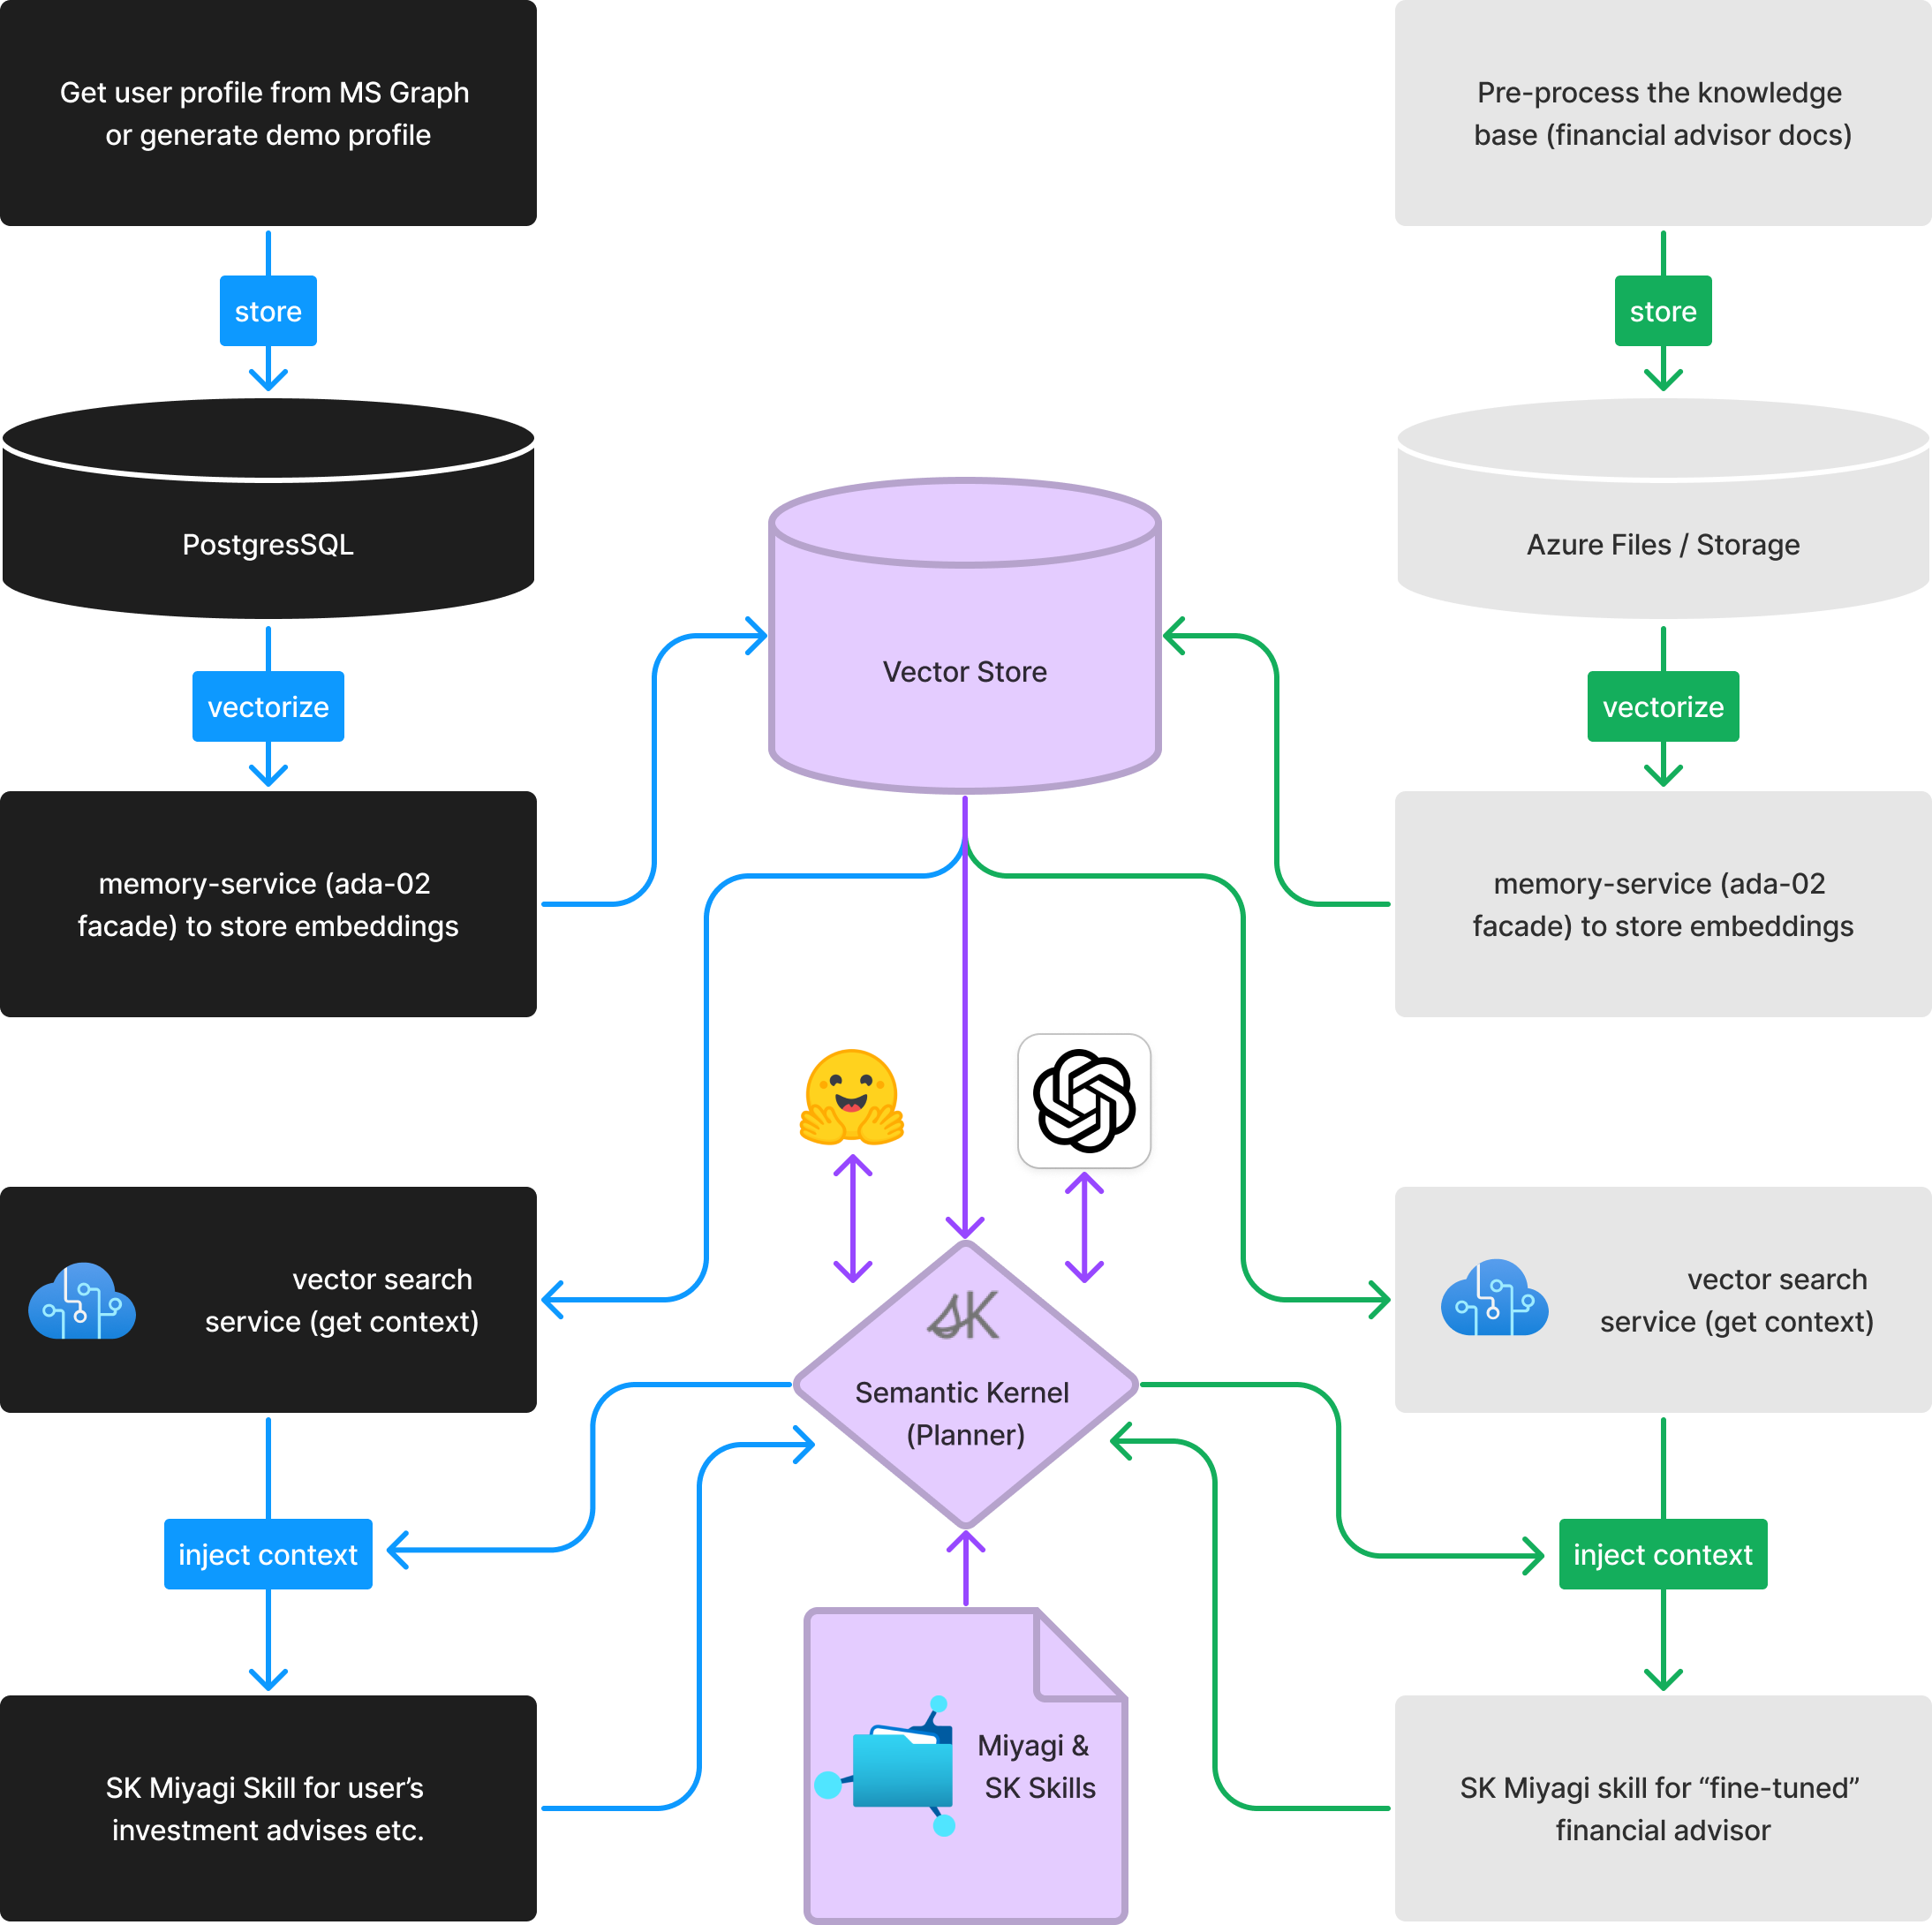 Get user profile from MS Graph
or generate demo profile
store
PostgresSQL
vectorize
memory-service (ada-02
facade) to store embeddings
vector search
service (get context)
inject context
SK Miyagi Skill for user’s
investment advises etc.
Vector Store
SK
Semantic Kernel
(Planner)
Miyagi &
SK Skills
Pre-process the knowledge
base (financial advisor docs)
store
Azure Files / Storage
vectorize
memory-service (ada-02
facade) to store embeddings
vector search
service (get context)
inject context
SK Miyagi skill for “fine-tuned”
financial advisor